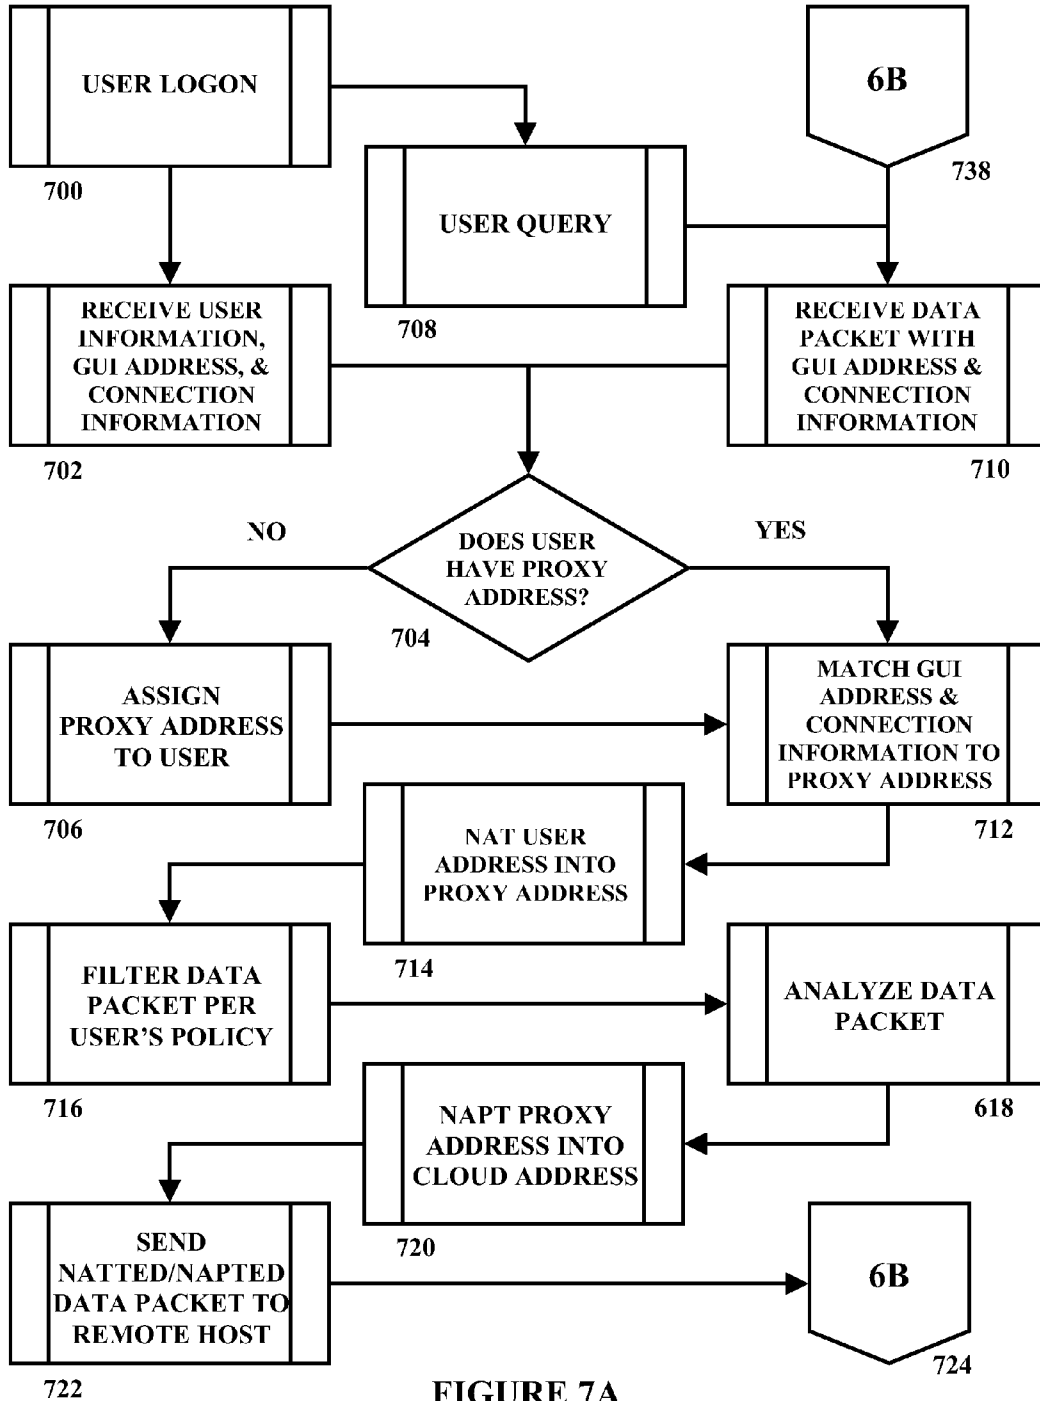 USER LOGON
700
6B
738
USER QUERY
708
RECEIVE USER
INFORMATION,
GUI ADDRESS, &
CONNECTION
INFORMATION
702
RECEIVE DATA
PACKET WITH
GUI ADDRESS &
CONNECTION
INFORMATION
710
NO
YES
DOES USER
HAVE PROXY
ADDRESS?
704
ASSIGN
PROXY ADDRESS
TO USER
706
MATCH GUI
ADDRESS &
CONNECTION
INFORMATION TO
PROXY ADDRESS
712
NAT USER
ADDRESS INTO
PROXY ADDRESS
714
FILTER DATA
PACKET PER
USER'S POLICY
716
ANALYZE DATA
PACKET
618
NAPT PROXY
ADDRESS INTO
CLOUD ADDRESS
720
SEND
NATTED/NAPTED
DATA PACKET TO
REMOTE HOST
722
6B
724
FIGURE 7A